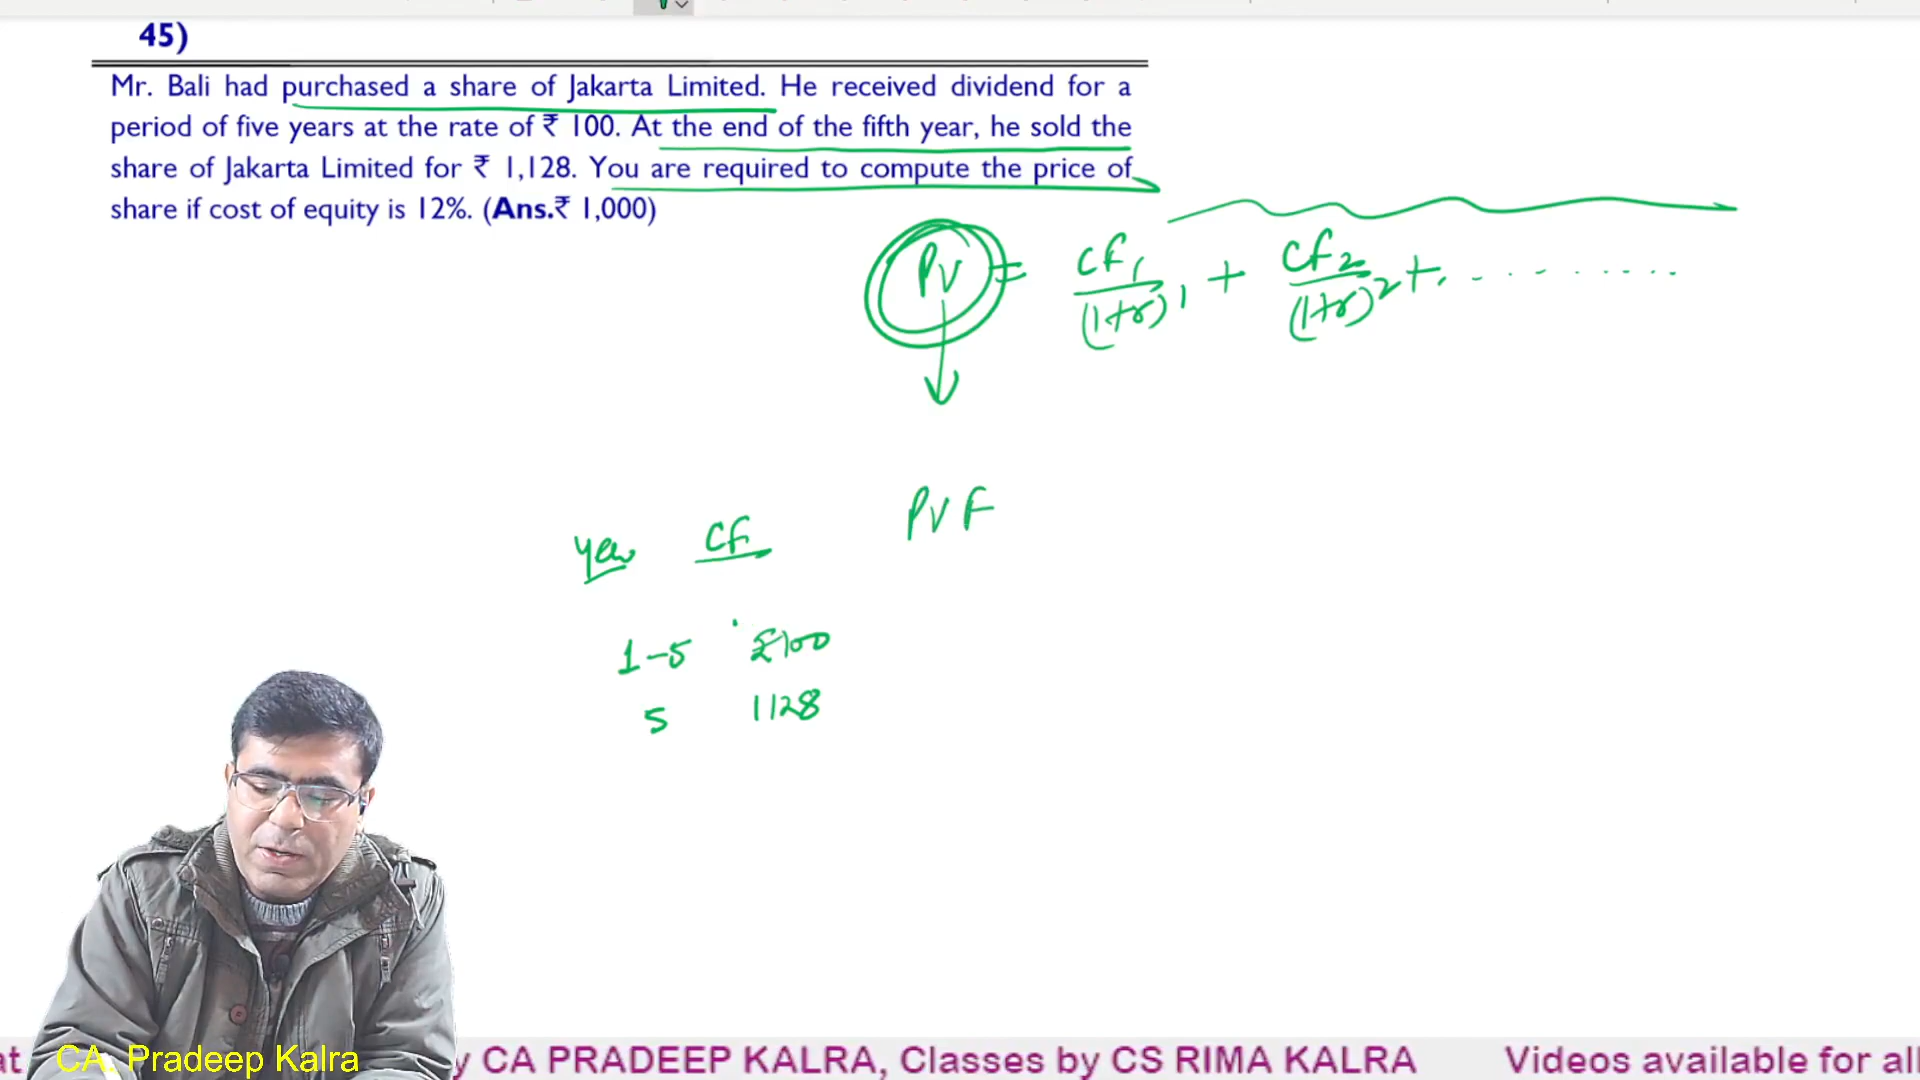 45)
Mr. Bali had purchased a share of Jakarta Limited. He received dividend for a
period of five years at the rate of ₹ 100. At the end of the fifth year, he sold the
share of Jakarta Limited for ₹ 1,128. You are required to compute the price of
share if cost of equity is 12%. (Ans.₹ 1,000)
PV = CF1/(1+r)^1 + CF2/(1+r)^2 + ..........
Year CF PVF
1-5 ₹100
5 1128
at CA. Pradeep Kalra y CA PRADEEP KALRA, Classes by CS RIMA KALRA Videos available for all